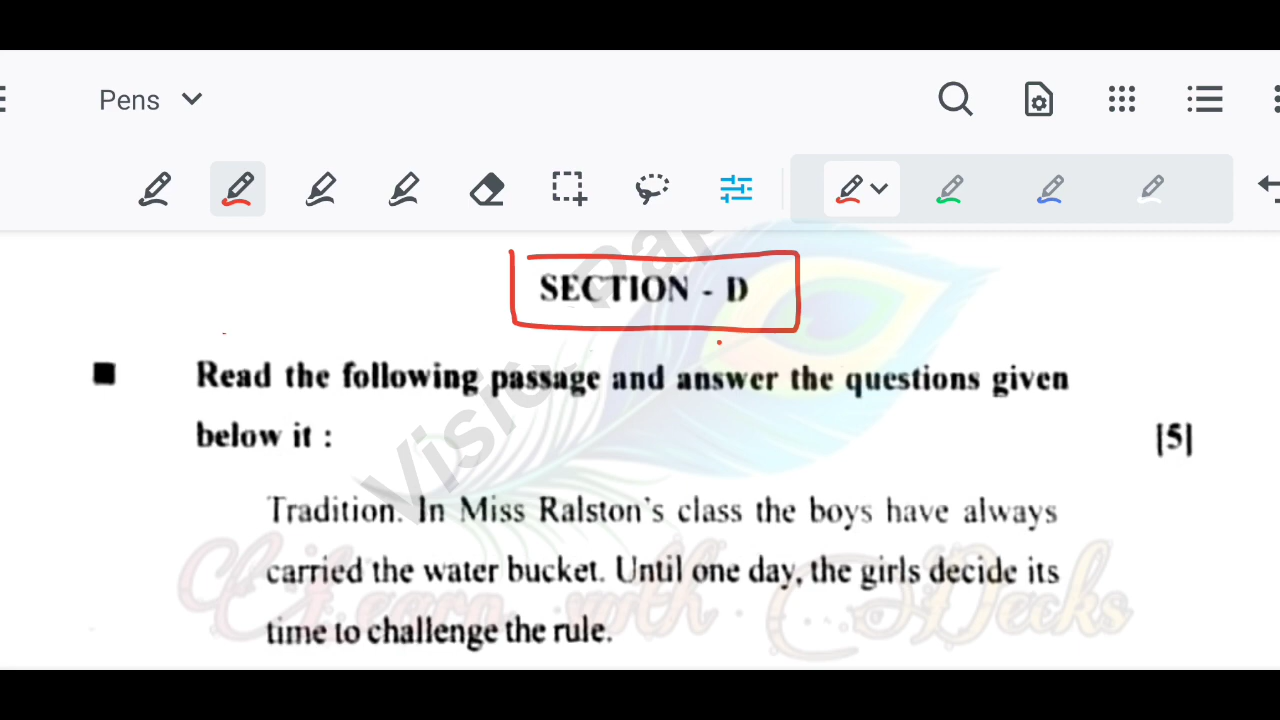 Pens
SECTION - D
Read the following passage and answer the questions given
below it : [5]
Tradition. In Miss Ralston's class the boys have always
carried the water bucket. Until one day, the girls decide its
time to challenge the rule.
Learn with